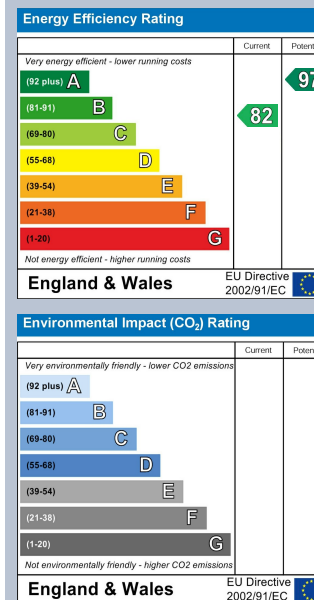 Energy Efficiency Rating
Current Poten
Very energy efficient - lower running costs
(92 plus) A 97
(81-91) B 82
(69-80) C
(55-68) D
(39-54) E
(21-38) F
(1-20) G
Not energy efficient - higher running costs
England & Wales EU Directive
2002/91/EC
Environmental Impact (CO₂) Rating
Current Poten
Very environmentally friendly - lower CO2 emissions
(92 plus) A
(81-91) B
(69-80) C
(55-68) D
(39-54) E
(21-38) F
(1-20) G
Not environmentally friendly - higher CO2 emissions
England & Wales EU Directive
2002/91/EC